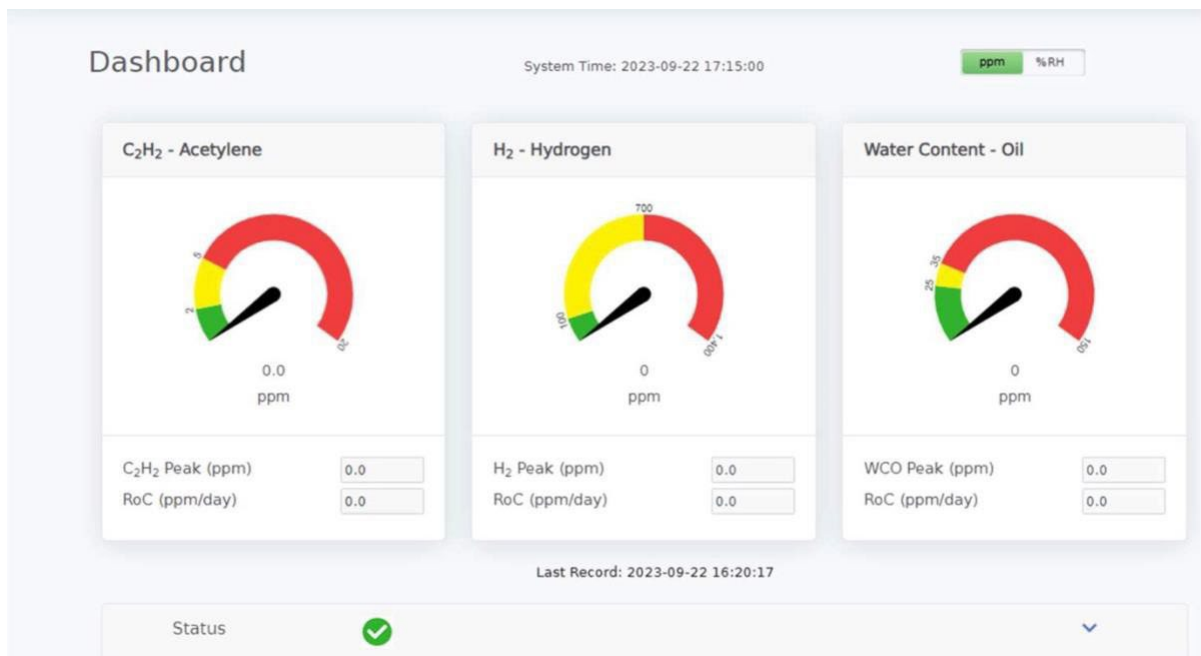 Dashboard
System Time: 2023-09-22 17:15:00
ppm
%RH
C₂H₂ - Acetylene
2
5
20
0.0
ppm
C₂H₂ Peak (ppm) 0.0
RoC (ppm/day) 0.0
H₂ - Hydrogen
100
700
1,400
0
ppm
H₂ Peak (ppm) 0.0
RoC (ppm/day) 0.0
Water Content - Oil
25
35
150
0
ppm
WCO Peak (ppm) 0.0
RoC (ppm/day) 0.0
Last Record: 2023-09-22 16:20:17
Status